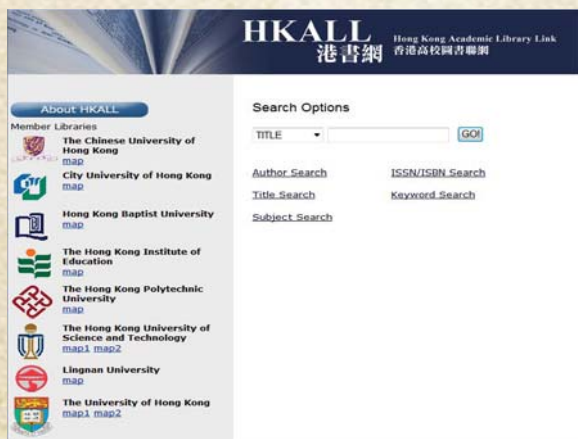 HKALL
港書網
Hong Kong Academic Library Link
香港高校圖書聯網
About HKALL
Member Libraries
The Chinese University of
Hong Kong
map
City University of Hong Kong
map
Hong Kong Baptist University
map
The Hong Kong Institute of
Education
map
The Hong Kong Polytechnic
University
map
The Hong Kong University of
Science and Technology
map1 map2
Lingnan University
map
The University of Hong Kong
map1 map2
Search Options
TITLE
GO!
Author Search
ISSN/ISBN Search
Title Search
Keyword Search
Subject Search